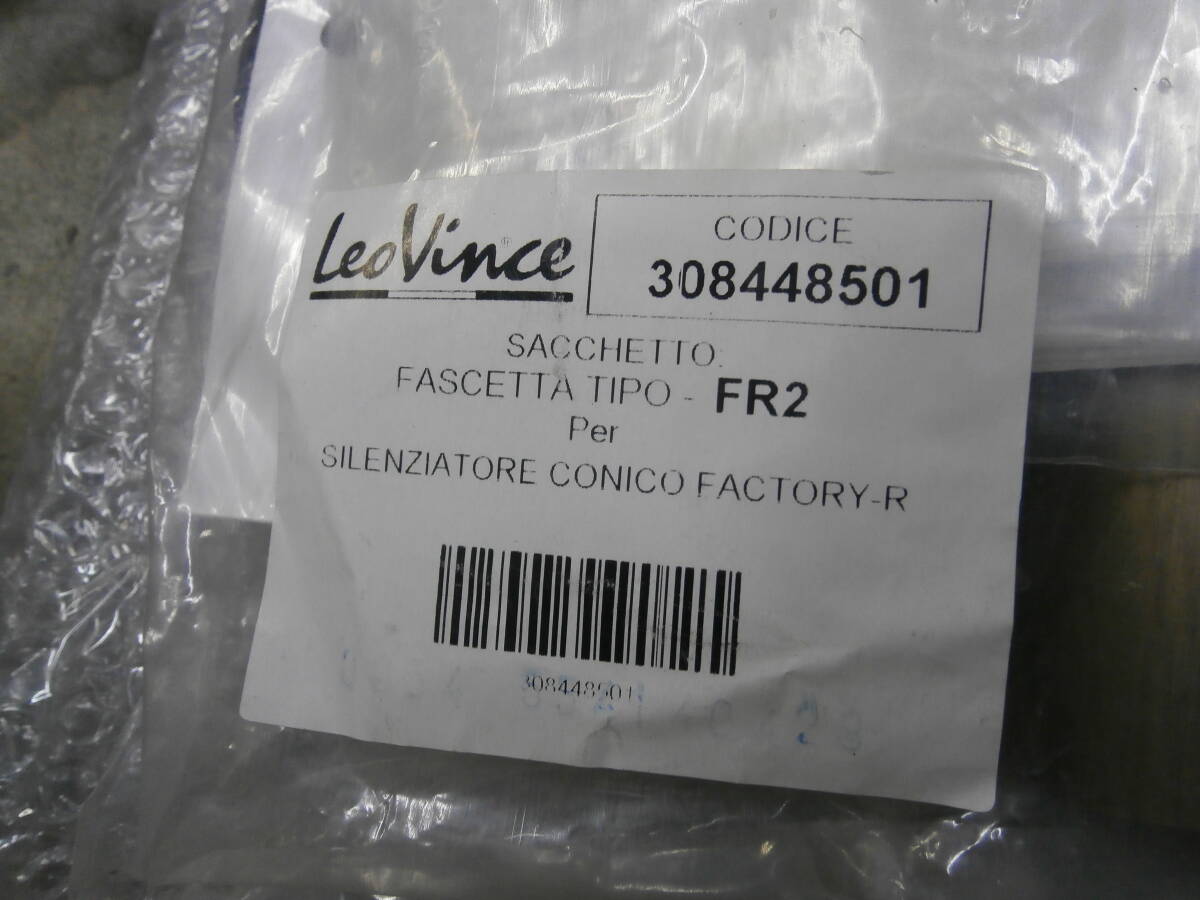 LeoVince®
CODICE
308448501
SACCHETTO:
FASCETTA TIPO - FR2
Per
SILENZIATORE CONICO FACTORY-R
308448501